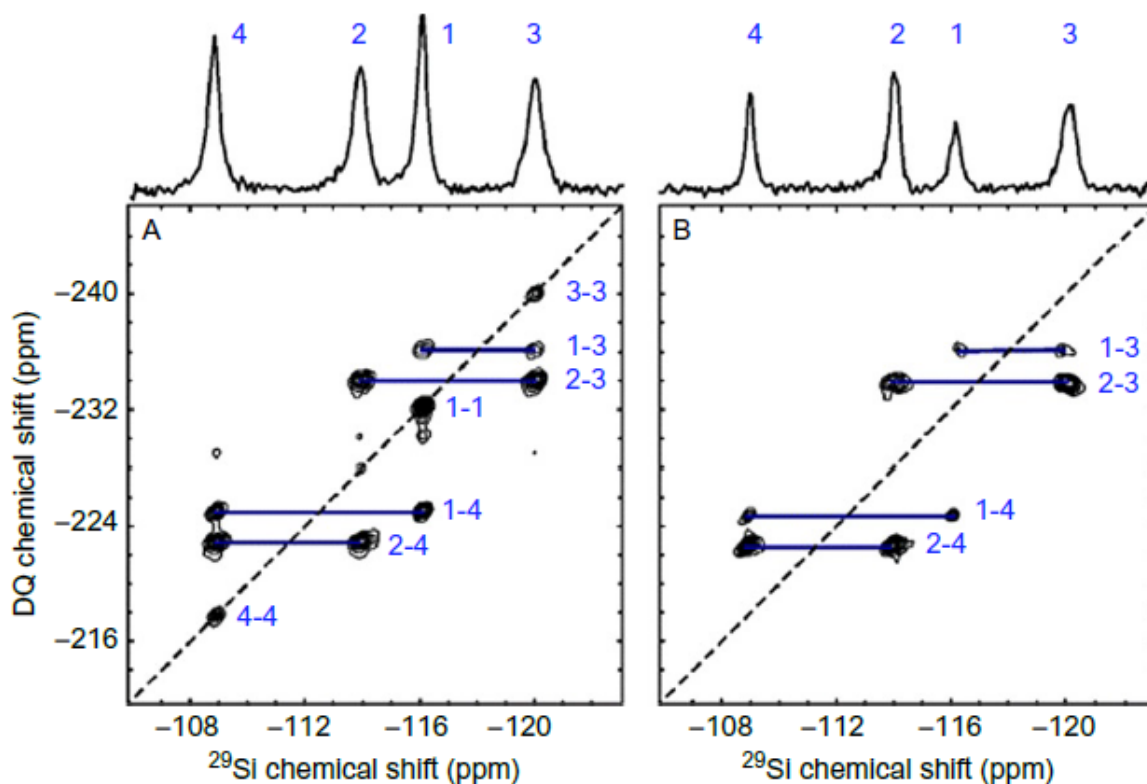 4 2 1 3
4 2 1 3
A
B
3-3
1-3
2-3
1-1
1-4
2-4
4-4
1-3
2-3
1-4
2-4
DQ chemical shift (ppm)
–240
–232
–224
–216
–108 –112 –116 –120
–108 –112 –116 –120
²⁹Si chemical shift (ppm)
²⁹Si chemical shift (ppm)